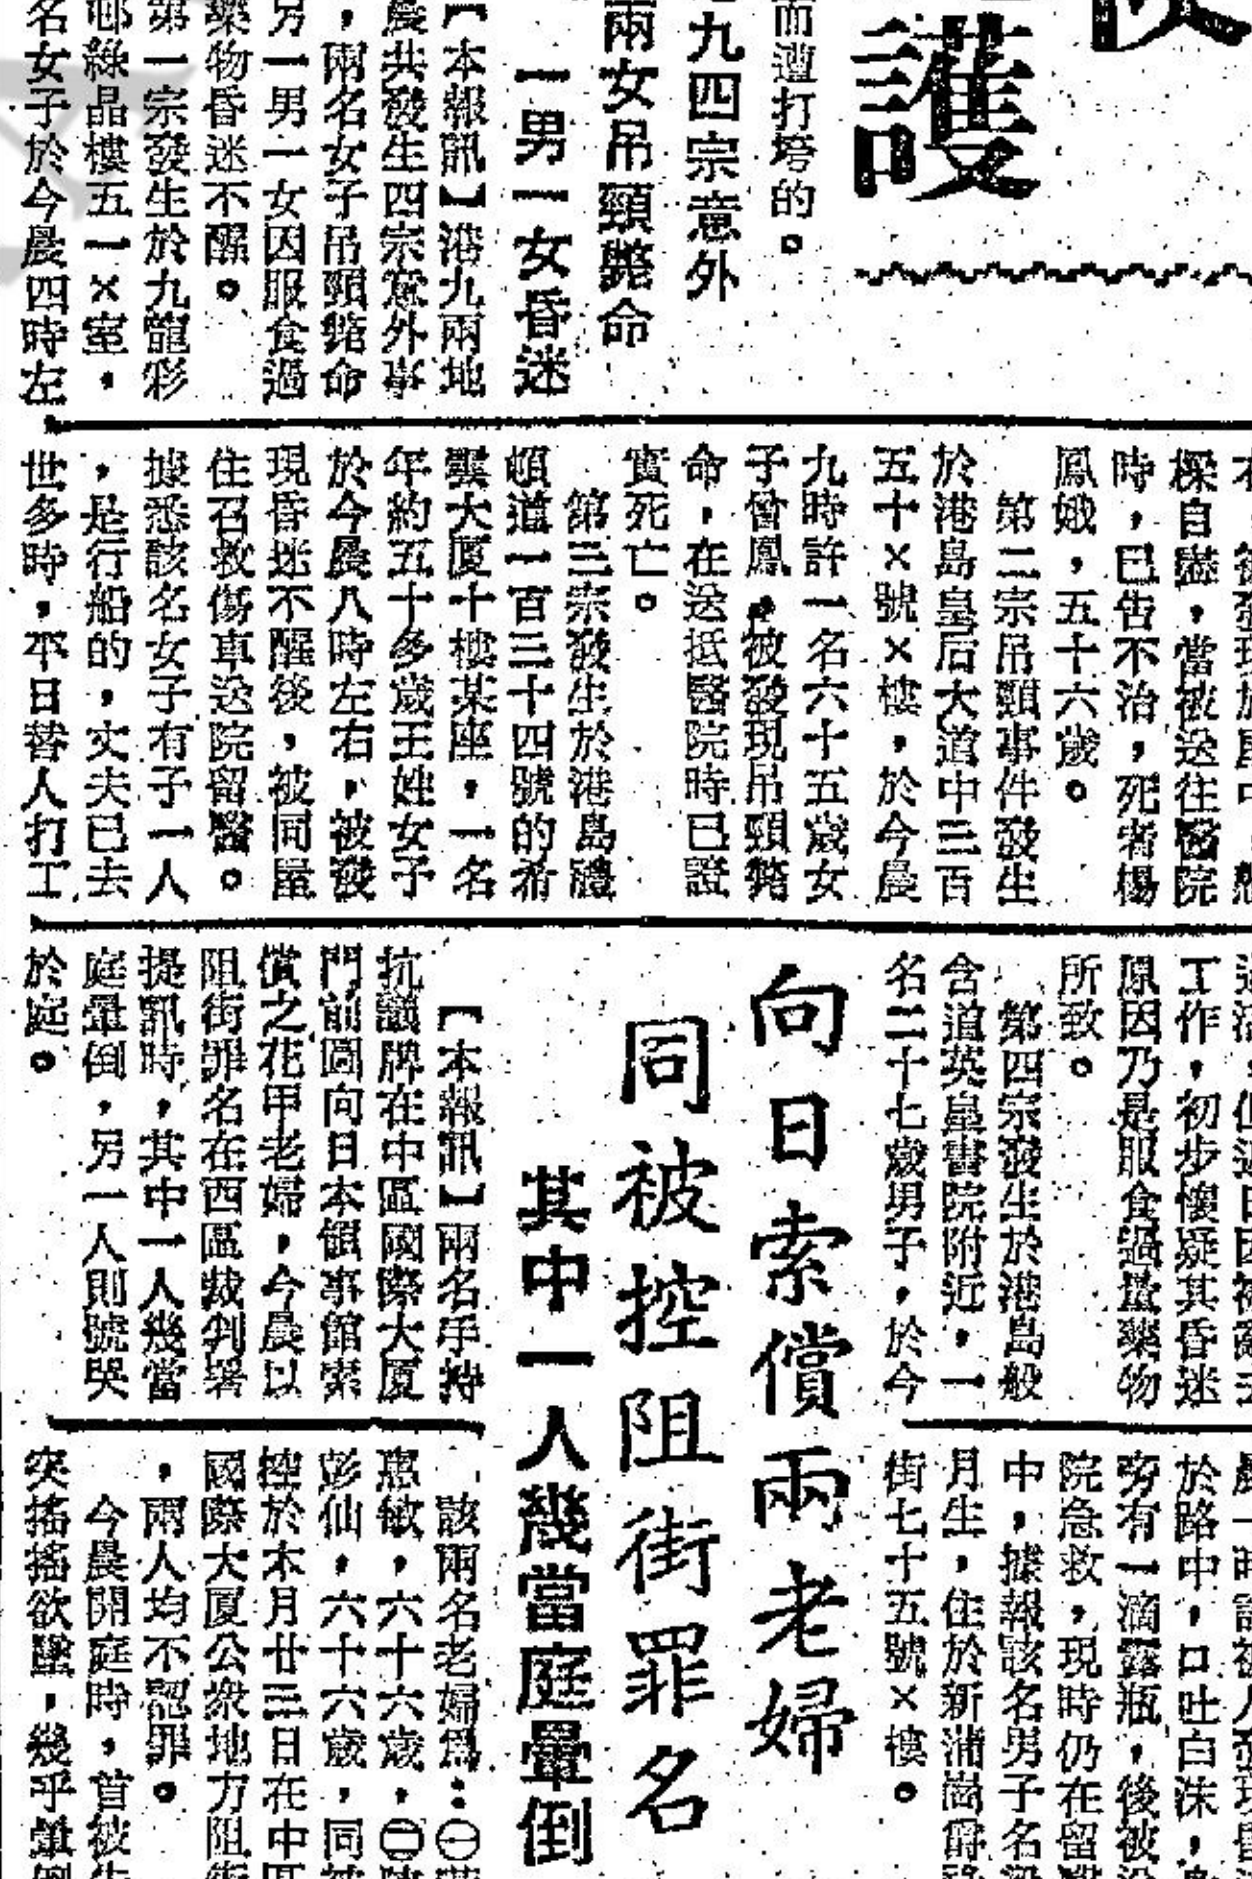 護
而遭打垮的。
九四宗意外
兩女吊頸斃命
一男一女昏迷
【本報訊】港九兩地
晨共發生四宗意外事
，兩名女子吊頸斃命
另一男一女因服食過
藥物昏迷不醒。
第一宗發生於九龍彩
邨綠晶樓五一×室，
名女子於今晨四時左
樑自盡，當被送往醫院
時，已告不治，死者楊
鳳娥，五十六歲。
第二宗吊頸事件發生
於港島皇后大道中三百
五十×號×樓，於今晨
九時許一名六十五歲女
子曾鳳，被發現吊頸斃
命，在送抵醫院時已證
實死亡。
第三宗發生於港島禮
頓道一百三十四號的希
雲大厦十樓某座，一名
年約五十多歲王姓女子
於今晨八時左右，被發
現昏迷不醒後，被同屋
住召救傷車送院留醫。
據悉該名女子有子一人
，是行船的，丈夫已去
世多時，平日替人打工
工作，初步懷疑其昏迷
原因乃是服食過量藥物
所致。
第四宗發生於港島般
含道英皇書院附近，一
名二十七歲男子，於今
於路中，口吐白沫，
旁有一滴露瓶，後被
院急救，現時仍在留
中，據報該名男子名
月生，住於新蒲崗爵
街七十五號×樓。
向日索償兩老婦
同被控阻街罪名
其中一人幾當庭暈倒
【本報訊】兩名手持
抗議牌在中區國際大厦
門前圖向日本領事館索
償之花甲老婦，今晨以
阻街罪名在西區裁判署
提訊時，其中一人幾當
庭暈倒，另一人則號哭
於庭。
該兩名老婦爲：㊀
惠敏，六十六歲，㊁
彭仙，六十六歲，同
控於本月廿三日在中
國際大厦公衆地方阻
，兩人均不認罪。
今晨開庭時，首被
突搖搖欲墜，幾乎暈